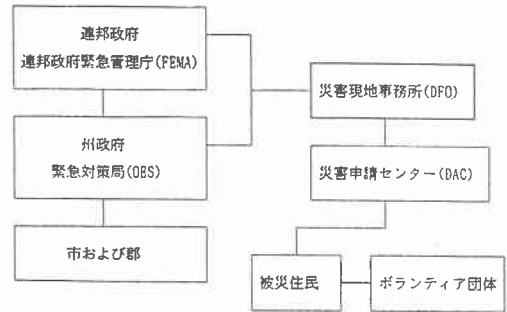 連邦政府
連邦政府緊急管理庁(FEMA)
災害現地事務所(DFO)
州政府
緊急対策局(OES)
災害申請センター(DAC)
市および郡
被災住民
ボランティア団体